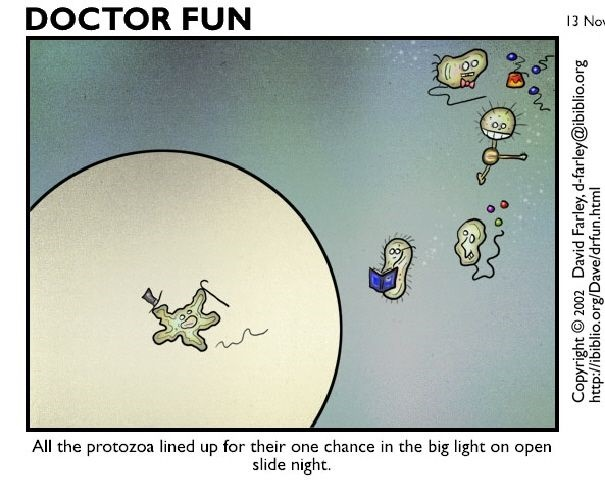 DOCTOR FUN
13 Nov
Copyright © 2002 David Farley, d-farley@ibiblio.org
http://ibiblio.org/Dave/drfun.html
All the protozoa lined up for their one chance in the big light on open
slide night.